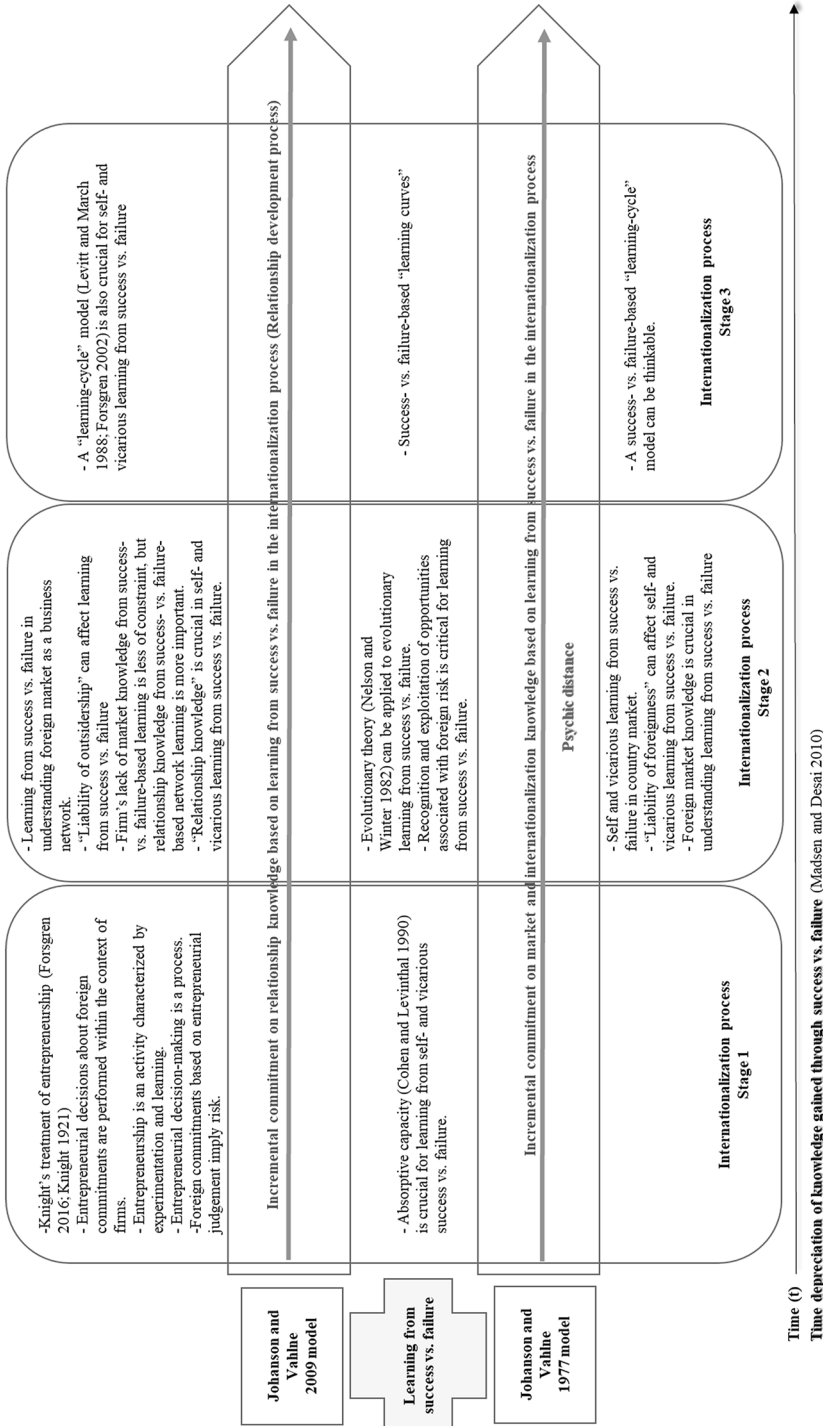 -Knight's treatment of entrepreneurship (Forsgren
2016; Knight 1921)
- Entrepreneurial decisions about foreign
commitments are performed within the context of
firms.
- Entrepreneurship is an activity characterized by
experimentation and learning.
- Entrepreneurial decision-making is a process.
-Foreign commitments based on entrepreneurial
judgement imply risk.
- Learning from success vs. failure in
understanding foreign market as a business
network.
- “Liability of outsidership” can affect learning
from success vs. failure
- Firm's lack of market knowledge from success-
vs. failure-based learning is less of constraint, but
relationship knowledge from success- vs. failure-
based network learning is more important.
- “Relationship knowledge” is crucial in self- and
vicarious learning from success vs. failure.
- A “learning-cycle” model (Levitt and March
1988; Forsgren 2002) is also crucial for self- and
vicarious learning from success vs. failure
Johanson and
Vahlne
2009 model
Incremental commitment on relationship knowledge based on learning from success vs. failure in the internationalization process (Relationship development process)
Learning from
success vs. failure
- Absorptive capacity (Cohen and Levinthal 1990)
is crucial for learning from self- and vicarious
success vs. failure.
- Evolutionary theory (Nelson and
Winter 1982) can be applied to evolutionary
learning from success vs. failure.
- Recognition and exploitation of opportunities
associated with foreign risk is critical for learning
from success vs. failure.
- Success- vs. failure-based “learning curves”
Johanson and
Vahlne
1977 model
Incremental commitment on market and internationalization knowledge based on learning from success vs. failure in the internationalization process
Psychic distance
- Self and vicarious learning from success vs.
failure in country market.
- “Liability of foreignness” can affect self- and
vicarious learning from success vs. failure.
- Foreign market knowledge is crucial in
understanding learning from success vs. failure
- A success- vs. failure-based “learning-cycle”
model can be thinkable.
Internationalization process
Stage 1
Internationalization process
Stage 2
Internationalization process
Stage 3
Time (t)
Time depreciation of knowledge gained through success vs. failure (Madsen and Desai 2010)